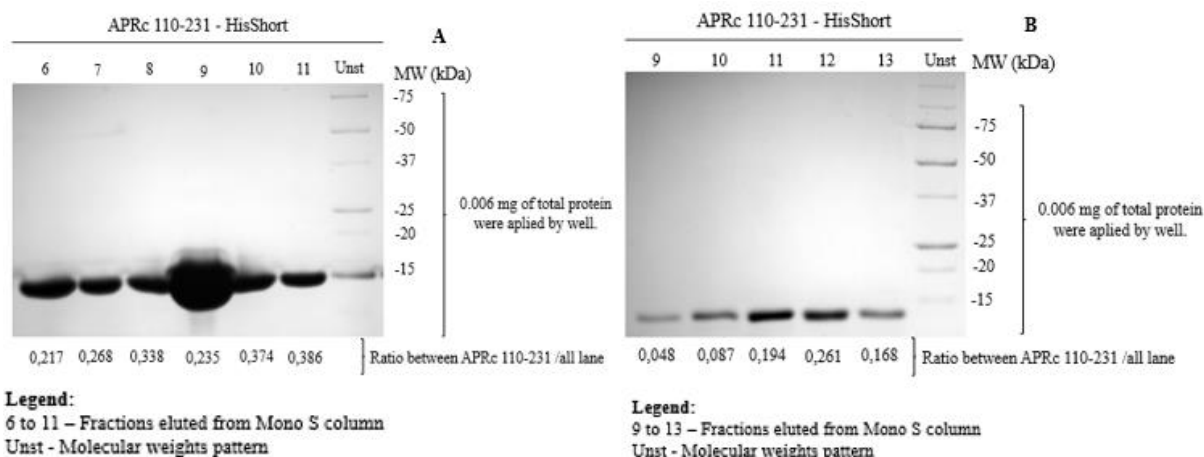 APRc 110-231 - HisShort
A
6 7 8 9 10 11 Unst MW (kDa)
-75
-50
-37
-25
-20
-15
0.006 mg of total protein
were aplied by well.
0,217 0,268 0,338 0,235 0,374 0,386 Ratio between APRc 110-231 /all lane
Legend:
6 to 11 – Fractions eluted from Mono S column
Unst - Molecular weights pattern
APRc 110-231 - HisShort
B
9 10 11 12 13 Unst MW (kDa)
-75
-50
-37
-25
-20
-15
0.006 mg of total protein
were aplied by well.
0,048 0,087 0,194 0,261 0,168 Ratio between APRc 110-231 /all lane
Legend:
9 to 13 – Fractions eluted from Mono S column
Unst - Molecular weights pattern